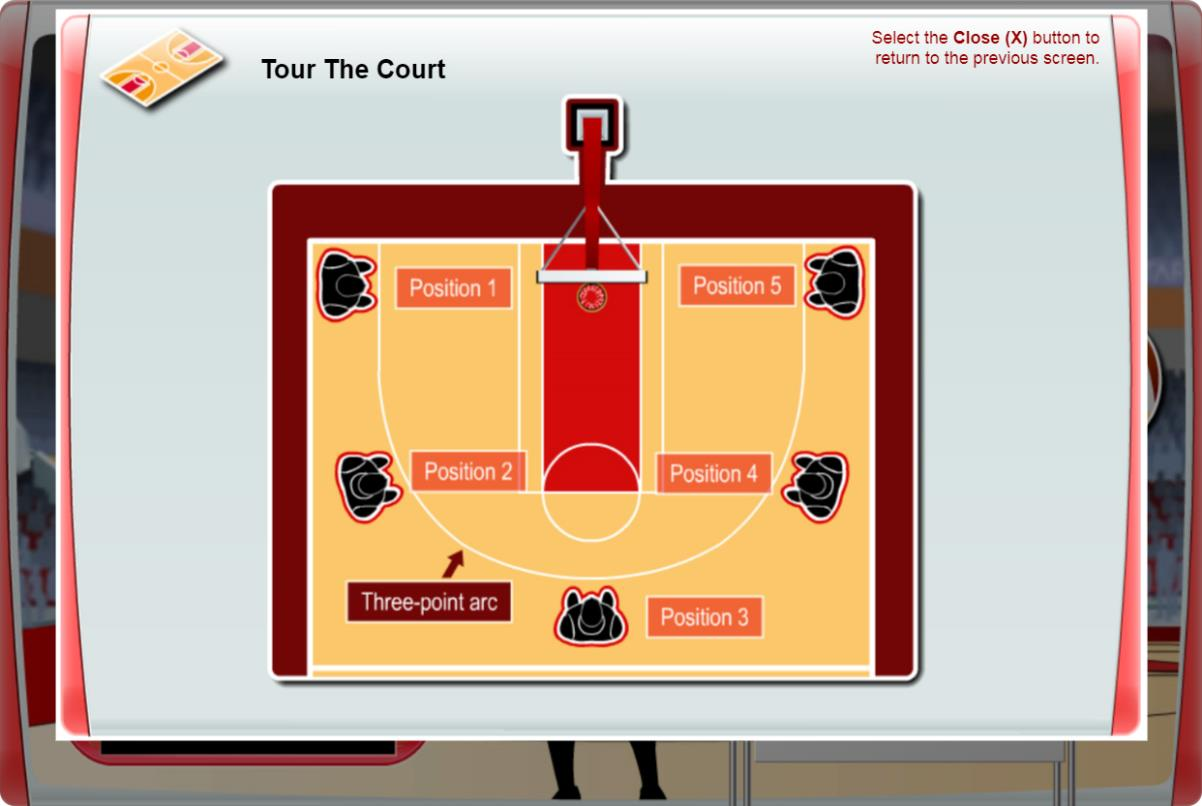 Tour The Court
Select the Close (X) button to
return to the previous screen.
Position 1
Position 5
Position 2
Position 4
Three-point arc
Position 3